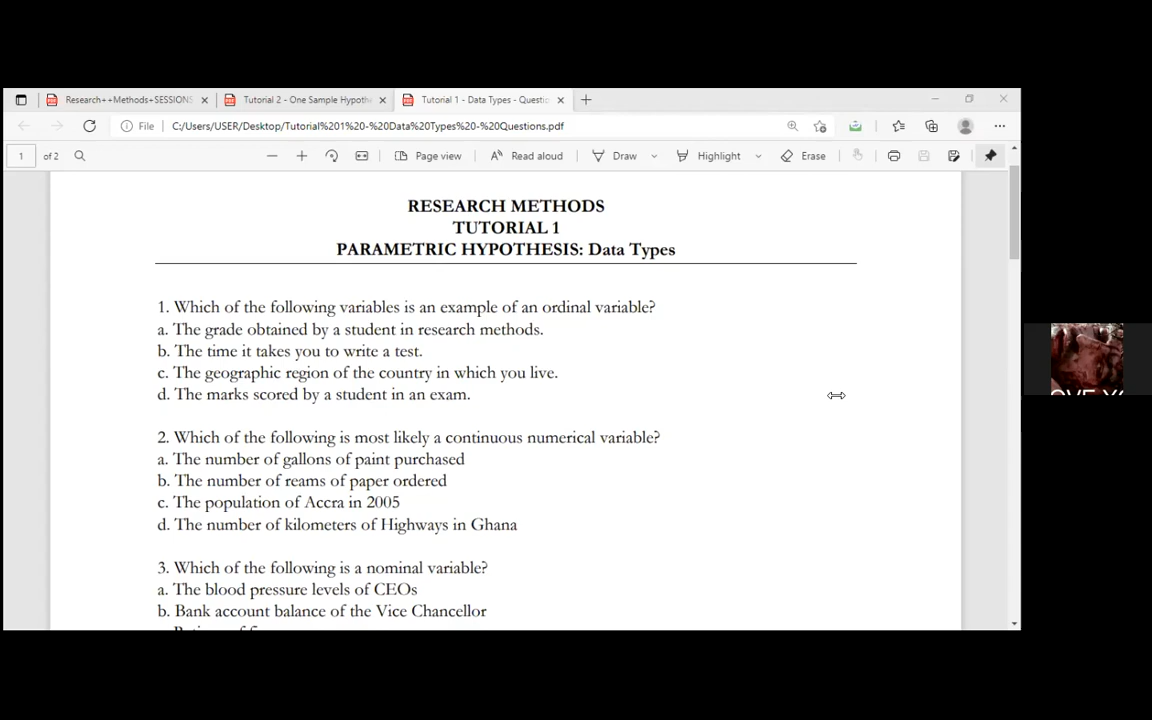 Research++Methods+SESSIONS
Tutorial 2 - One Sample Hypoth
Tutorial 1 - Data Types - Questio
File
C:/Users/USER/Desktop/Tutorial%201%20-%20Data%20Types%20-%20Questions.pdf
1 of 2
Page view
Read aloud
Draw
Highlight
Erase
RESEARCH METHODS
TUTORIAL 1
PARAMETRIC HYPOTHESIS: Data Types
1. Which of the following variables is an example of an ordinal variable?
a. The grade obtained by a student in research methods.
b. The time it takes you to write a test.
c. The geographic region of the country in which you live.
d. The marks scored by a student in an exam.
2. Which of the following is most likely a continuous numerical variable?
a. The number of gallons of paint purchased
b. The number of reams of paper ordered
c. The population of Accra in 2005
d. The number of kilometers of Highways in Ghana
3. Which of the following is a nominal variable?
a. The blood pressure levels of CEOs
b. Bank account balance of the Vice Chancellor